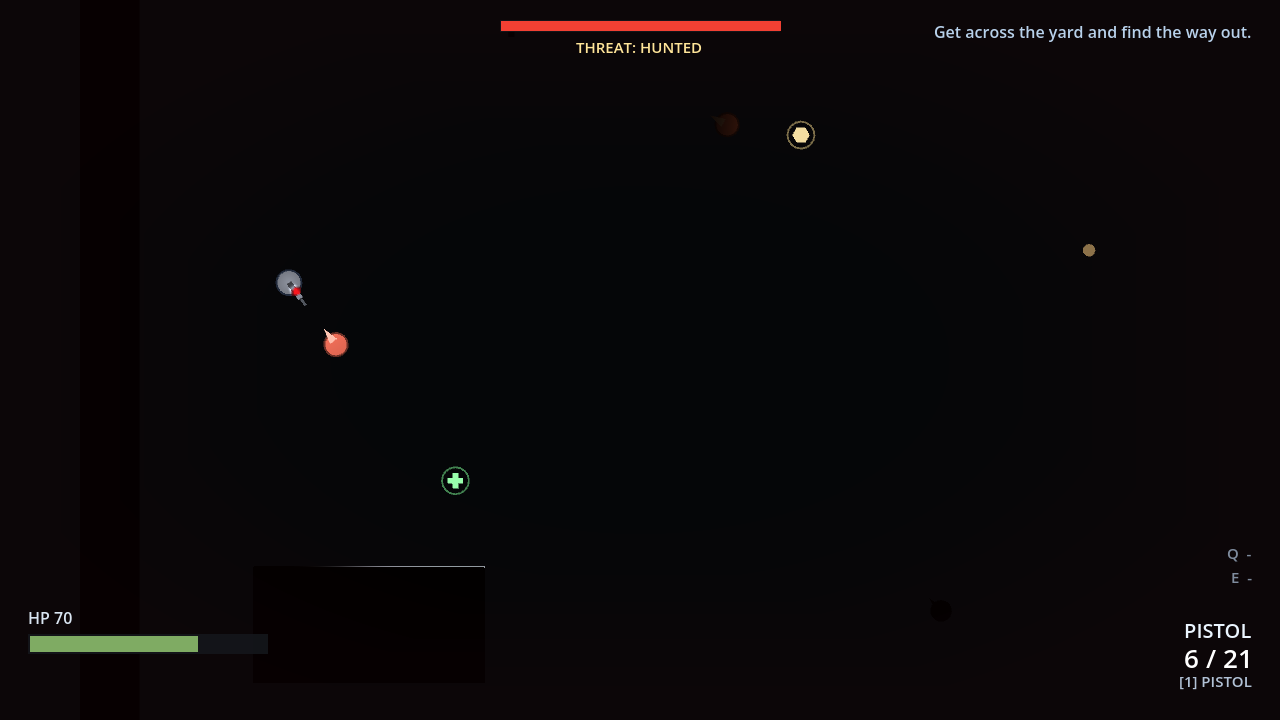 THREAT: HUNTED
Get across the yard and find the way out.
HP 70
Q -
E -
PISTOL
6 / 21
[1] PISTOL